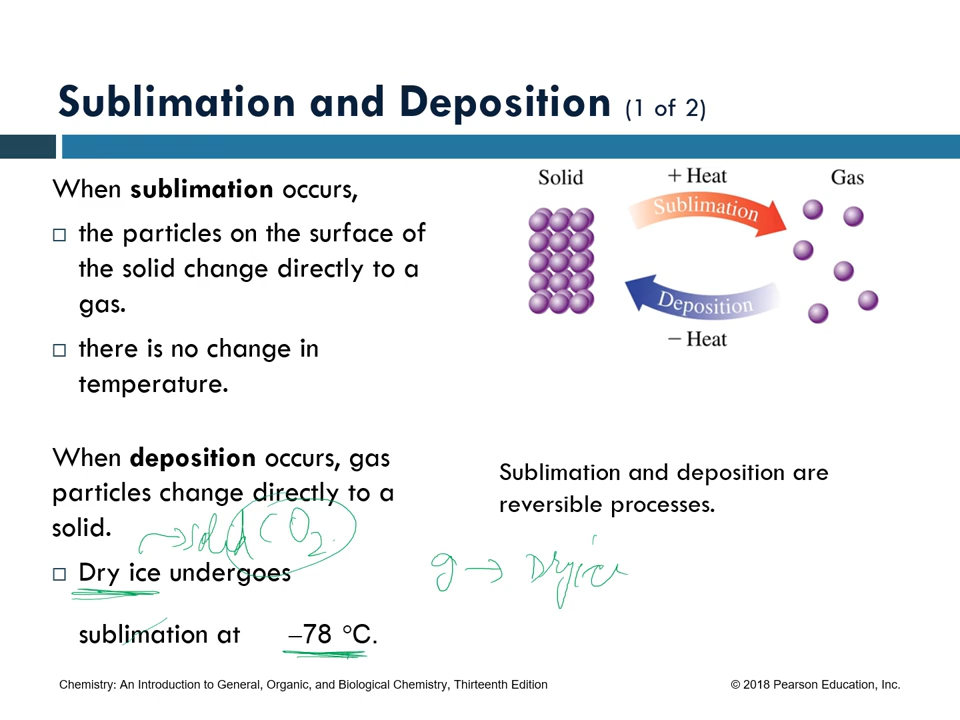 Sublimation and Deposition (1 of 2)
When sublimation occurs,
□ the particles on the surface of
the solid change directly to a
gas.
□ there is no change in
temperature.
When deposition occurs, gas
particles change directly to a
solid.
→ solid CO2
□ Dry ice undergoes
sublimation at –78 °C.
Solid
+ Heat
Gas
Sublimation
Deposition
– Heat
Sublimation and deposition are
reversible processes.
g → Dry ice
Chemistry: An Introduction to General, Organic, and Biological Chemistry, Thirteenth Edition
© 2018 Pearson Education, Inc.